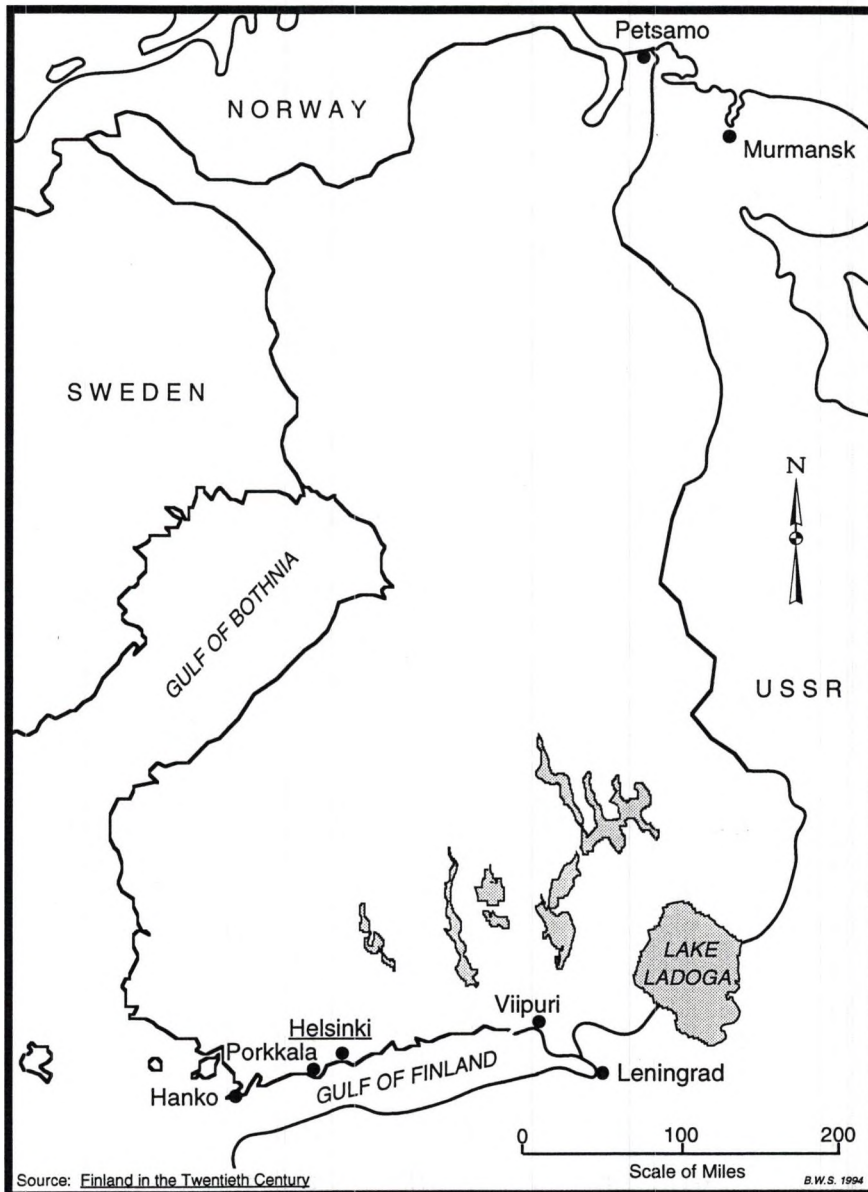 Petsamo
NORWAY
Murmansk
SWEDEN
N
GULF OF BOTHNIA
USSR
LAKE
LADOGA
Viipuri
Helsinki
Porkkala
GULF OF FINLAND
Leningrad
Hanko
0 100 200
Scale of Miles
Source: Finland in the Twentieth Century
B.W.S. 1994